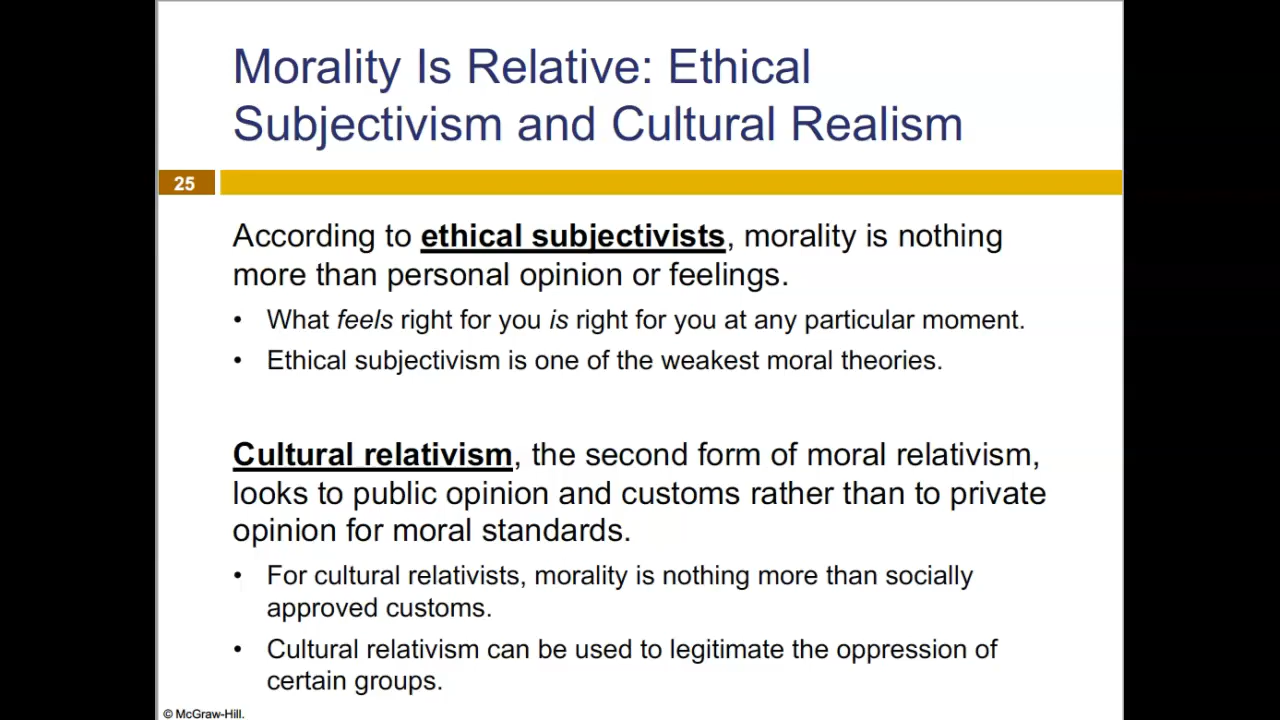 Morality Is Relative: Ethical
Subjectivism and Cultural Realism
25
According to ethical subjectivists, morality is nothing
more than personal opinion or feelings.
• What feels right for you is right for you at any particular moment.
• Ethical subjectivism is one of the weakest moral theories.
Cultural relativism, the second form of moral relativism,
looks to public opinion and customs rather than to private
opinion for moral standards.
• For cultural relativists, morality is nothing more than socially
approved customs.
• Cultural relativism can be used to legitimate the oppression of
certain groups.
© McGraw-Hill.